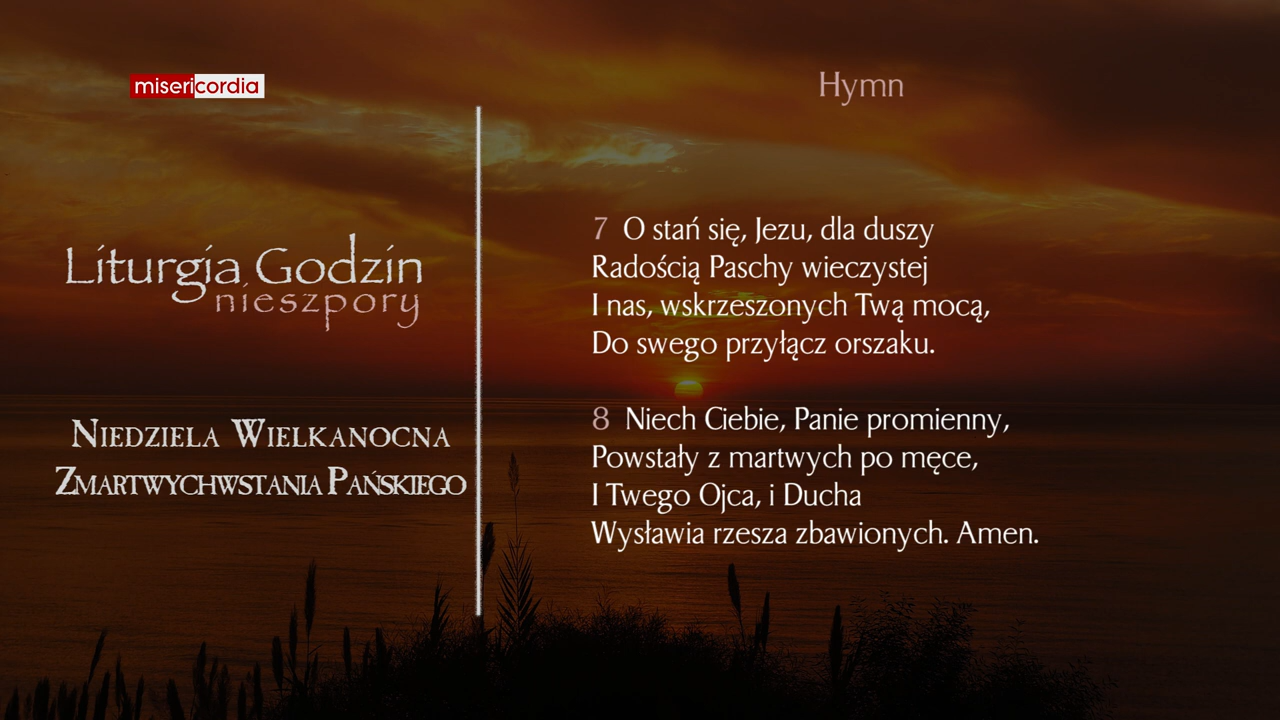 misericordia
Liturgia Godzin
nieszpory
Niedziela Wielkanocna
Zmartwychwstania Pańskiego
Hymn
7 O stań się, Jezu, dla duszy
Radością Paschy wieczystej
I nas, wskrzeszonych Twą mocą,
Do swego przyłącz orszaku.
8 Niech Ciebie, Panie promienny,
Powstały z martwych po męce,
I Twego Ojca, i Ducha
Wysławia rzesza zbawionych. Amen.